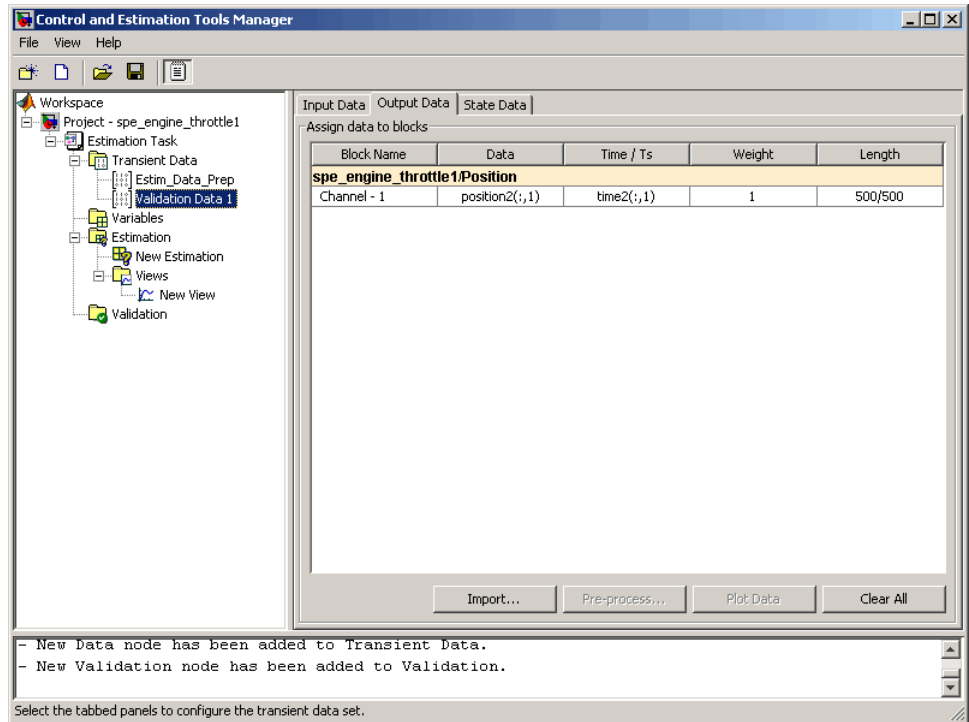 Control and Estimation Tools Manager
File View Help
Workspace
Project - spe_engine_throttle1
Estimation Task
Transient Data
Estim_Data_Prep
Validation Data 1
Variables
Estimation
New Estimation
Views
New View
Validation
Input Data Output Data State Data
Assign data to blocks
Block Name Data Time / Ts Weight Length
spe_engine_throttle1/Position
Channel - 1 position2(:,1) time2(:,1) 1 500/500
Import... Pre-process... Plot Data Clear All
- New Data node has been added to Transient Data.
- New Validation node has been added to Validation.
Select the tabbed panels to configure the transient data set.